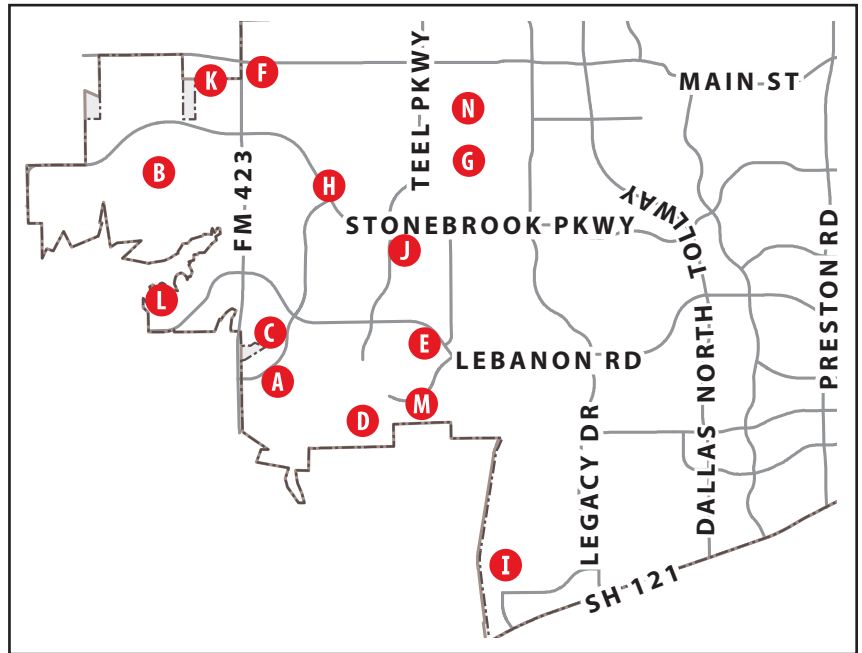 K
F
TEEL PKWY
MAIN ST
N
B
G
FM 423
H
STONEBROOK PKWY
J
L
C
E
LEBANON RD
A
M
D
I
LEGACY DR
DALLAS NORTH TOLLWAY
PRESTON RD
SH 121